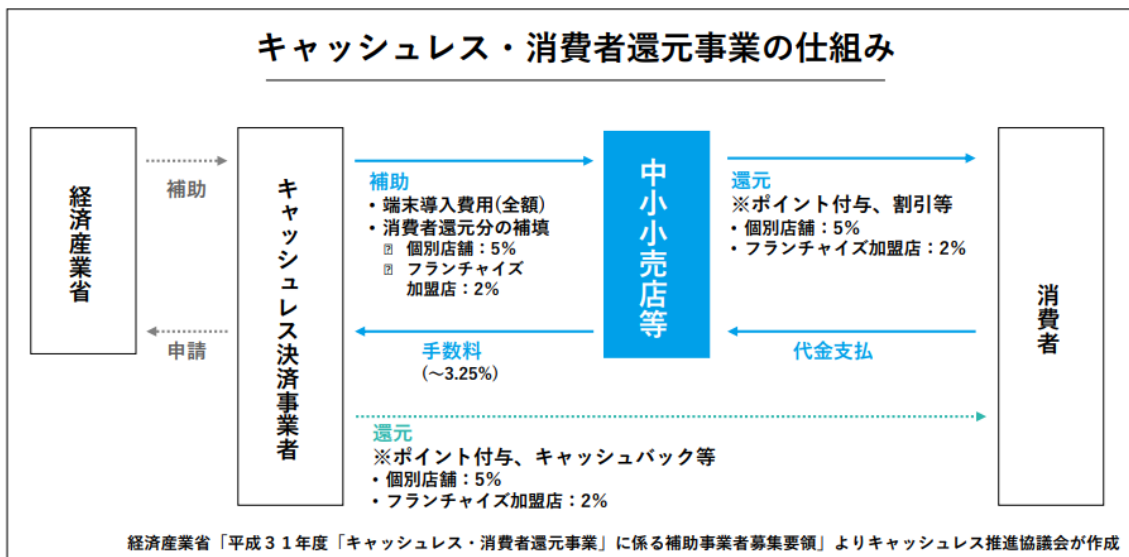 キャッシュレス・消費者還元事業の仕組み
経済産業省
補助
申請
キャッシュレス決済事業者
補助
・端末導入費用(全額)
・消費者還元分の補填
個別店舗：5%
フランチャイズ
加盟店：2%
手数料
(～3.25%)
中小小売店等
還元
※ポイント付与、割引等
・個別店舗：5%
・フランチャイズ加盟店：2%
代金支払
消費者
還元
※ポイント付与、キャッシュバック等
・個別店舗：5%
・フランチャイズ加盟店：2%
経済産業省「平成３１年度「キャッシュレス・消費者還元事業」に係る補助事業者募集要領」よりキャッシュレス推進協議会が作成